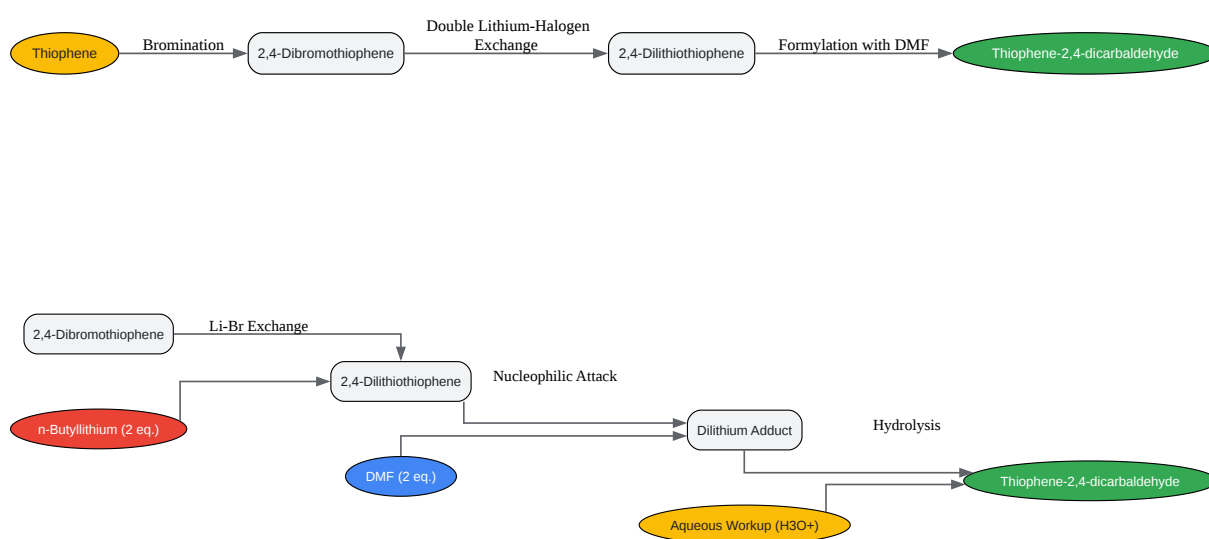 Double Lithium-Halogen
Exchange
Thiophene
Bromination
2,4-Dibromothiophene
2,4-Dilithiothiophene
Formylation with DMF
Thiophene-2,4-dicarbaldehyde
2,4-Dibromothiophene
Li-Br Exchange
2,4-Dilithiothiophene
Nucleophilic Attack
n-Butyllithium (2 eq.)
Dilithium Adduct
Hydrolysis
DMF (2 eq.)
Thiophene-2,4-dicarbaldehyde
Aqueous Workup (H3O+)